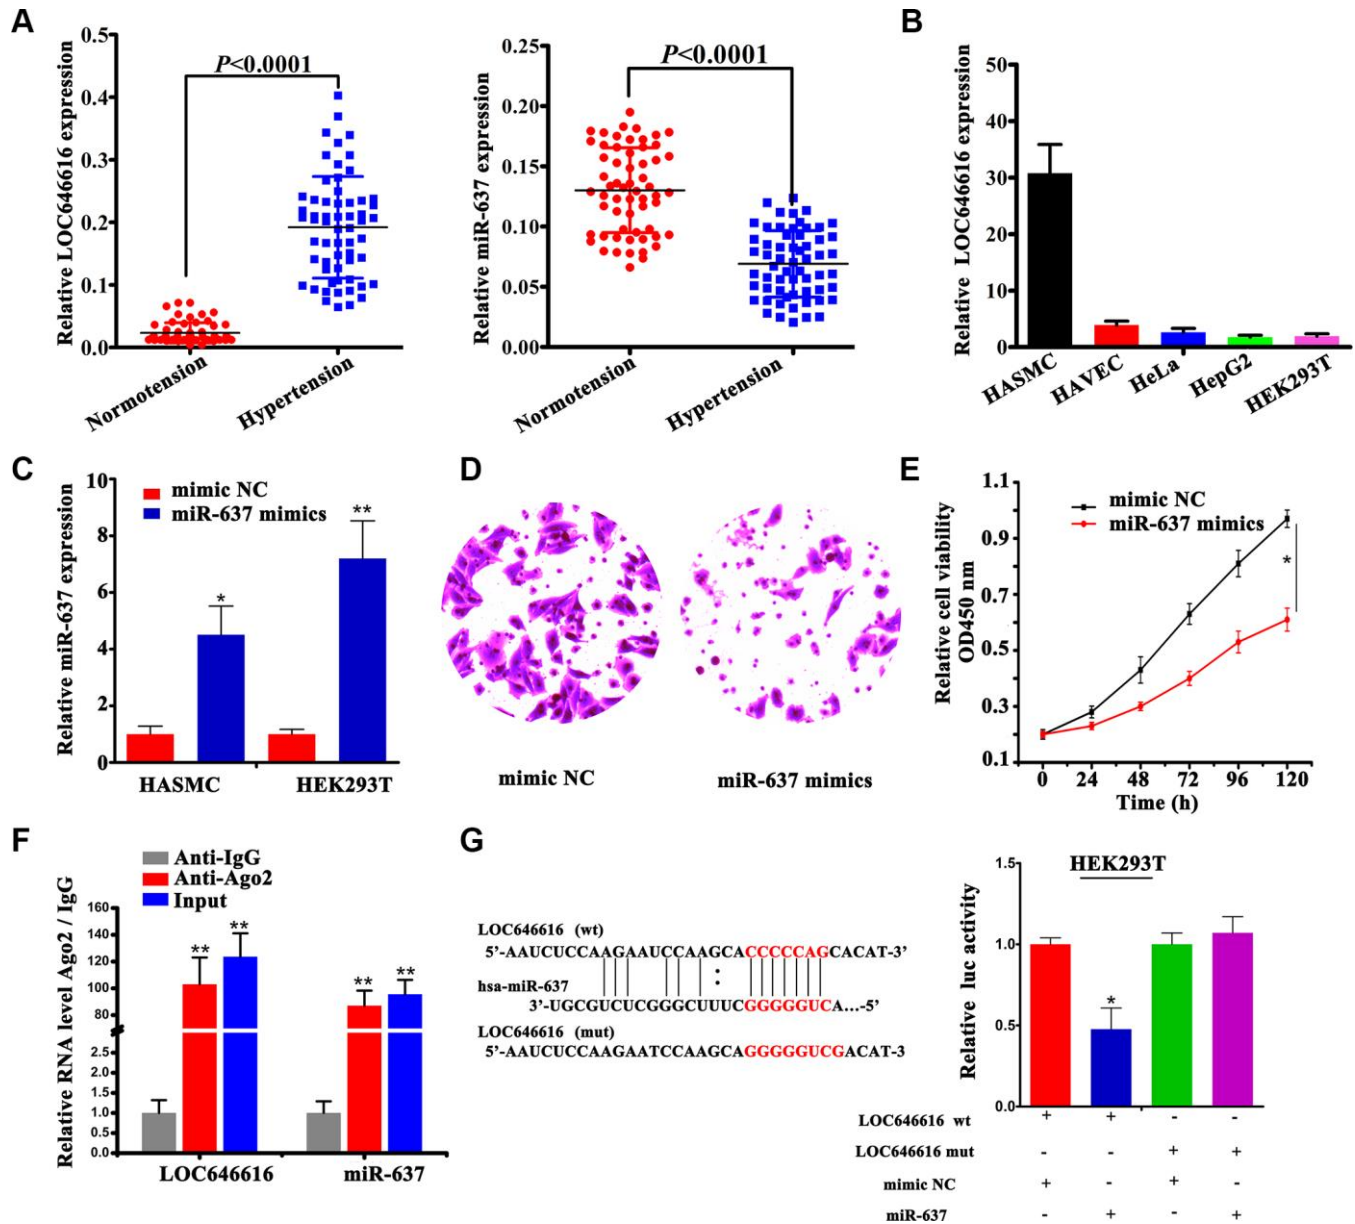 A
Relative LOC646616 expression
0.5
0.4
0.3
0.2
0.1
0.0
P<0.0001
Normotension
Hypertension
Relative miR-637 expression
0.25
0.20
0.15
0.10
0.05
0.00
P<0.0001
Normotension
Hypertension
B
Relative LOC646616 expression
50
40
30
20
10
0
HASMC
HAVEC
HeLa
HepG2
HEK293T
C
Relative miR-637 expression
10
8
6
4
2
0
mimic NC
miR-637 mimics
*
**
HASMC
HEK293T
D
mimic NC
miR-637 mimics
E
Relative cell viability
OD450 nm
1.1
0.9
0.7
0.5
0.3
0.1
mimic NC
miR-637 mimics
*
0 24 48 72 96 120
Time (h)
F
Anti-IgG
Anti-Ago2
Input
Relative RNA level Ago2 / IgG
160
140
120
100
80
2.5
2.0
1.5
1.0
0.5
0.0
** **
** **
LOC646616
miR-637
G
LOC646616 (wt)
5'-AAUCUCCAAGAAUCCAAGCACCCCCAGCACAT-3'
hsa-miR-637
3'-UGCGUCUCGGGCUUUCGGGGGUCA...-5'
LOC646616 (mut)
5'-AAUCUCCAAGAATCCAAGCAGGGGGUCGACAT-3
Relative luc activity
1.5
1.0
0.5
0.0
HEK293T
*
LOC646616 wt + + - -
LOC646616 mut - - + +
mimic NC + - + -
miR-637 - + - +